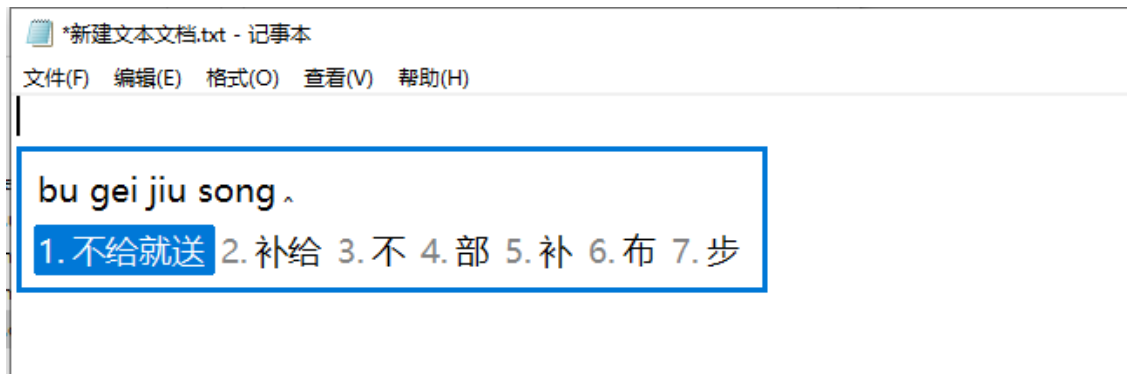 *新建文本文档.txt - 记事本
文件(F) 编辑(E) 格式(O) 查看(V) 帮助(H)
bu gei jiu song
1. 不给就送 2. 补给 3. 不 4. 部 5. 补 6. 布 7. 步